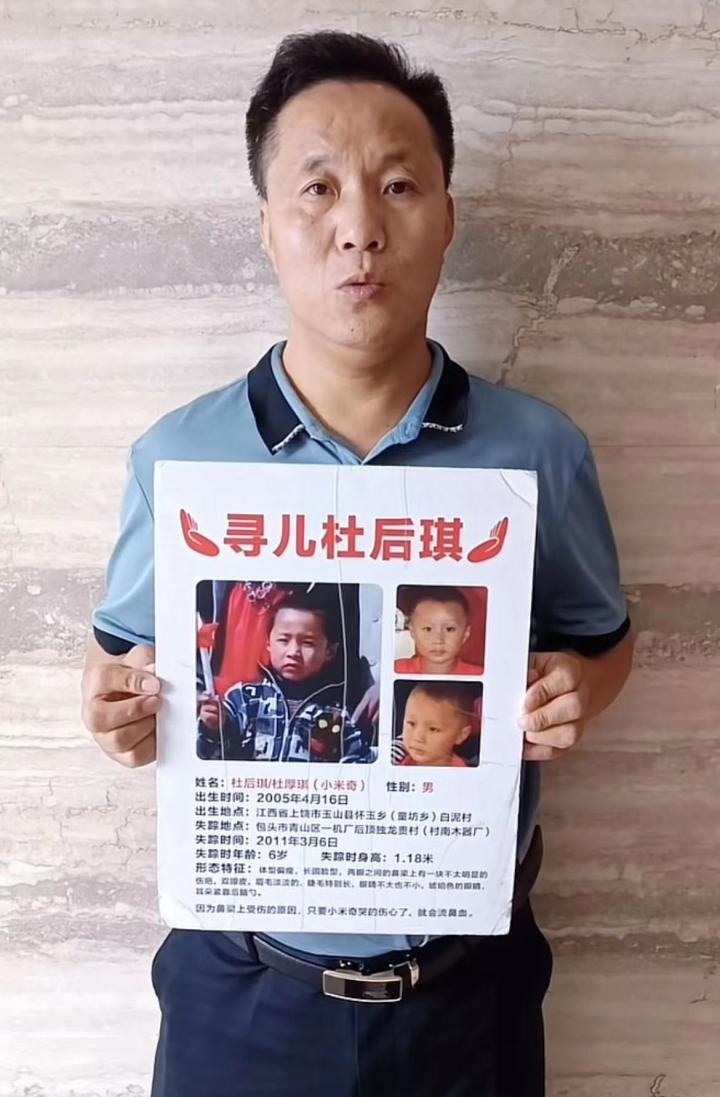 寻儿杜后琪
姓名：杜后琪/杜厚琪（小米奇） 性别：男
出生时间：2005年4月16日
出生地点：江西省上饶市玉山县怀玉乡（童坊乡）白泥村
失踪地点：包头市青山区一机厂后顶独龙贵村（村南木器厂）
失踪时间：2011年3月6日
失踪时年龄：6岁 失踪时身高：1.18米
形态特征：体型偏瘦，长圆脸型，两眼之间的鼻梁上有一块不太明显的
伤疤，双眼皮，眉毛淡淡的，睫毛特别长，眼睛不太也不小，琥珀色的眼睛，
耳朵紧靠后脑勺。
因为鼻梁上受伤的原因，只要小米奇哭的伤心了，就会流鼻血。